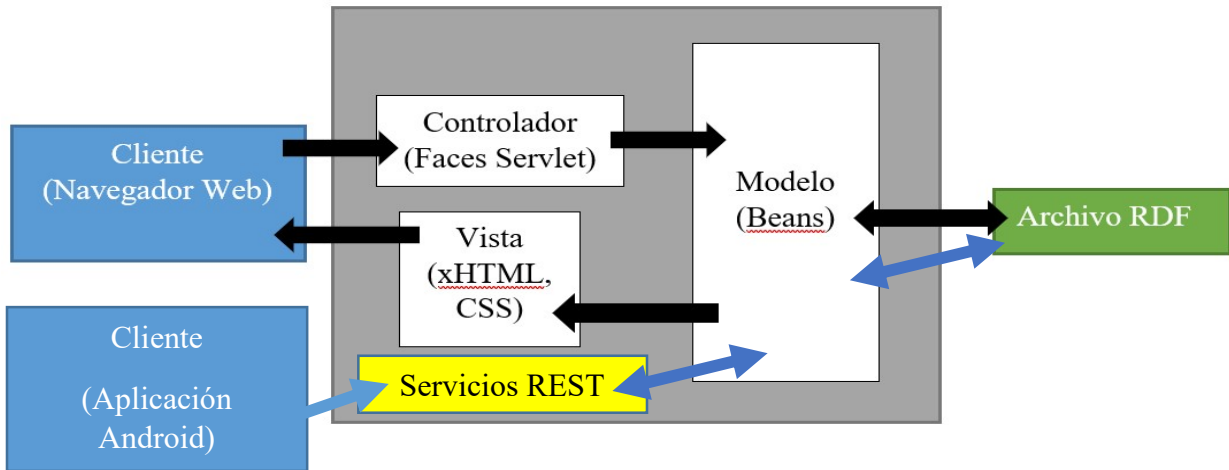 Cliente
(Navegador Web)
Controlador
(Faces Servlet)
Vista
(xHTML,
CSS)
Modelo
(Beans)
Archivo RDF
Cliente
(Aplicación
Android)
Servicios REST